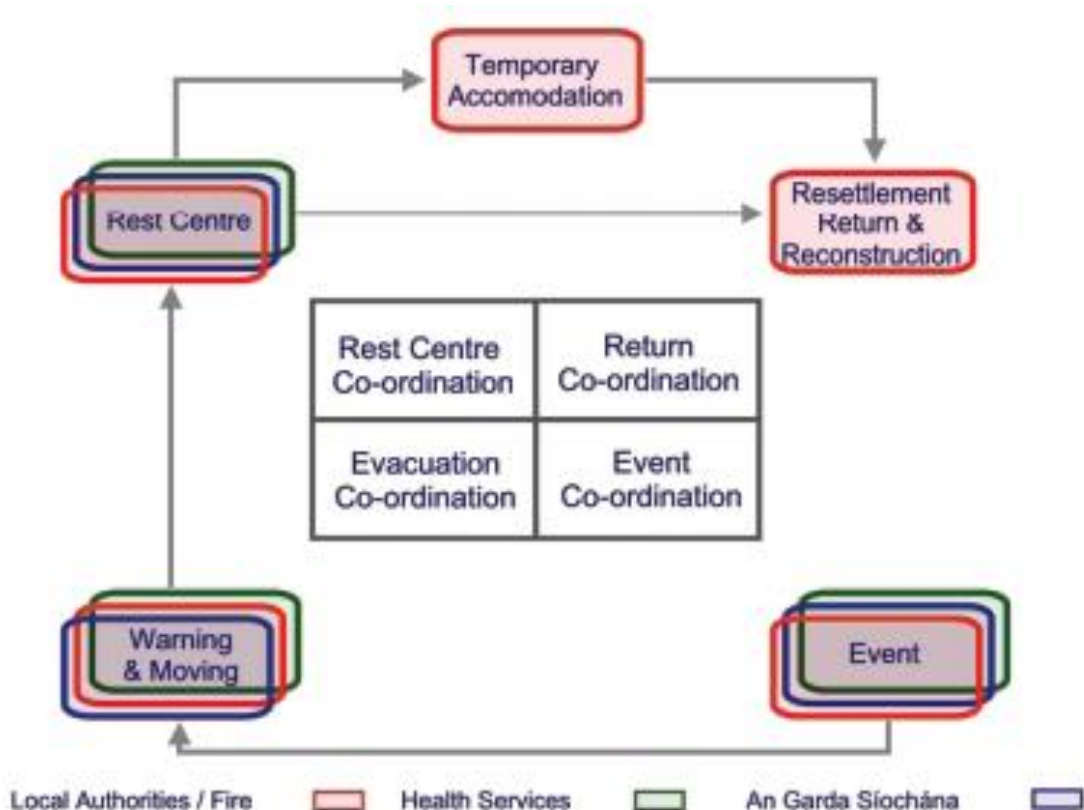 Temporary
Accomodation
Rest Centre
Resettlement
Return &
Reconstruction
Rest Centre
Co-ordination
Return
Co-ordination
Evacuation
Co-ordination
Event
Co-ordination
Warning
& Moving
Event
Local Authorities / Fire
Health Services
An Garda Síochána